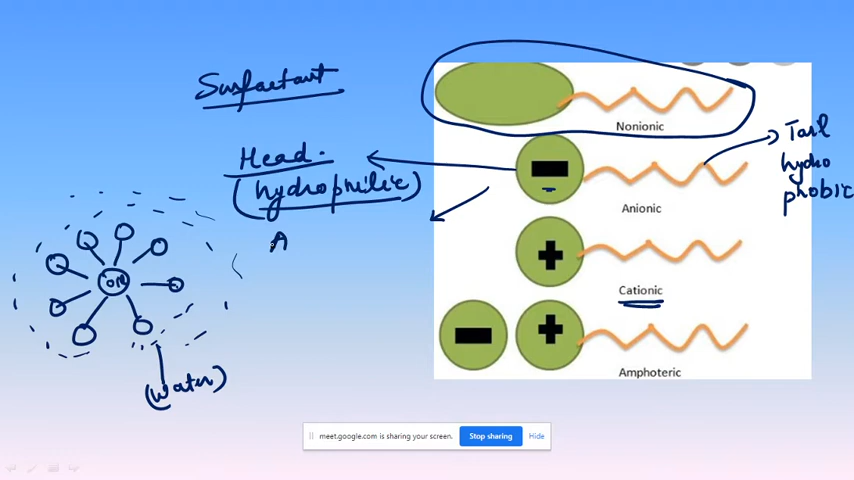 Surfactant
Head.
(hydrophilic)
A
Nonionic
Anionic
Cationic
Amphoteric
Tail
hydro
phobic
oil
(water)
meet.google.com is sharing your screen.
Stop sharing
Hide